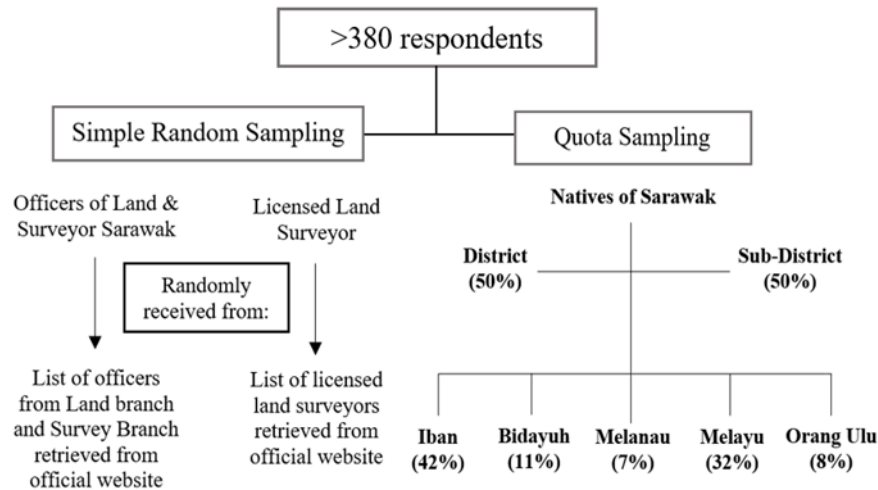 >380 respondents
Simple Random Sampling
Quota Sampling
Officers of Land &
Surveyor Sarawak
Licensed Land
Surveyor
Randomly
received from:
List of officers
from Land branch
and Survey Branch
retrieved from
official website
List of licensed
land surveyors
retrieved from
official website
Natives of Sarawak
District
(50%)
Sub-District
(50%)
Iban
(42%)
Bidayuh
(11%)
Melanau
(7%)
Melayu
(32%)
Orang Ulu
(8%)